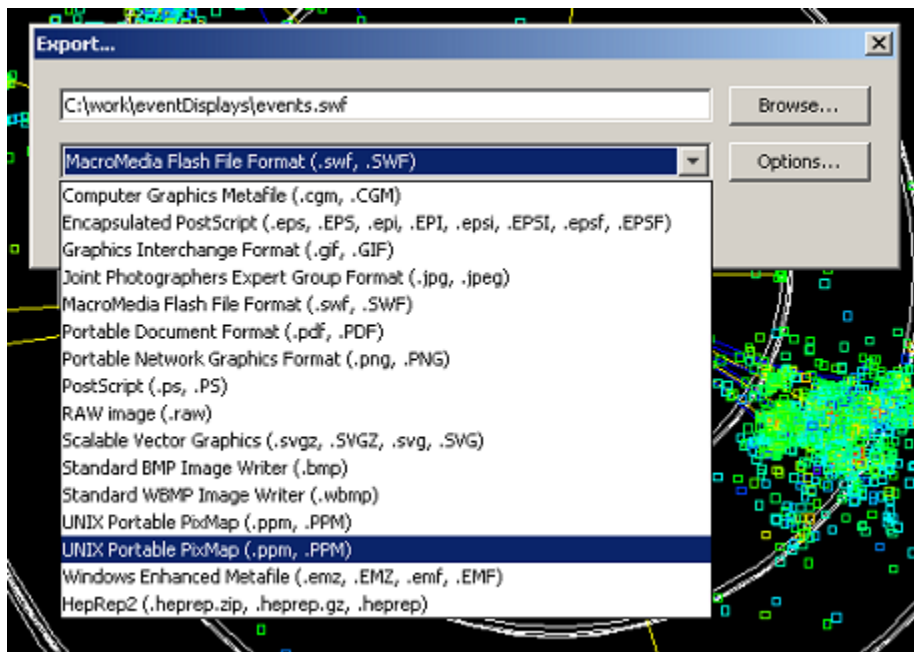 Export...
C:\work\eventDisplays\events.swf
Browse...
MacroMedia Flash File Format (.swf, .SWF)
Options...
Computer Graphics Metafile (.cgm, .CGM)
Encapsulated PostScript (.eps, .EPS, .epi, .EPI, .epsi, .EPSI, .epsf, .EPSF)
Graphics Interchange Format (.gif, .GIF)
Joint Photographers Expert Group Format (.jpg, .jpeg)
MacroMedia Flash File Format (.swf, .SWF)
Portable Document Format (.pdf, .PDF)
Portable Network Graphics Format (.png, .PNG)
PostScript (.ps, .PS)
RAW image (.raw)
Scalable Vector Graphics (.svgz, .SVGZ, .svg, .SVG)
Standard BMP Image Writer (.bmp)
Standard WBMP Image Writer (.wbmp)
UNIX Portable PixMap (.ppm, .PPM)
UNIX Portable PixMap (.ppm, .PPM)
Windows Enhanced Metafile (.emz, .EMZ, .emf, .EMF)
HepRep2 (.heprep.zip, .heprep.gz, .heprep)